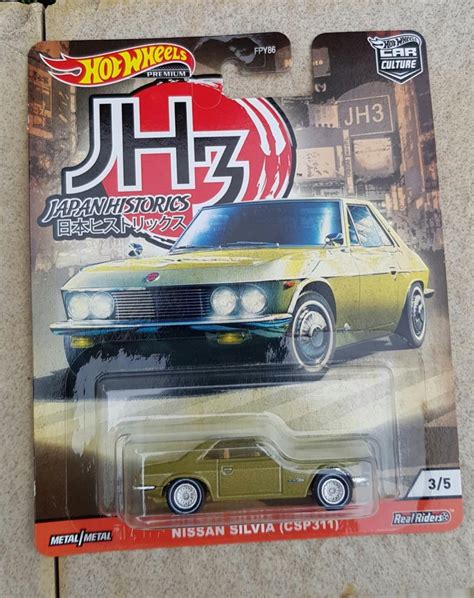 Hot Wheels
PREMIUM
FPY86
Hot Wheels
CAR
CULTURE
JH3
JH3
JAPAN HISTORICS
日本ヒストリックス
3/5
NISSAN SILVIA (CSP311)
METAL/METAL
Real Riders